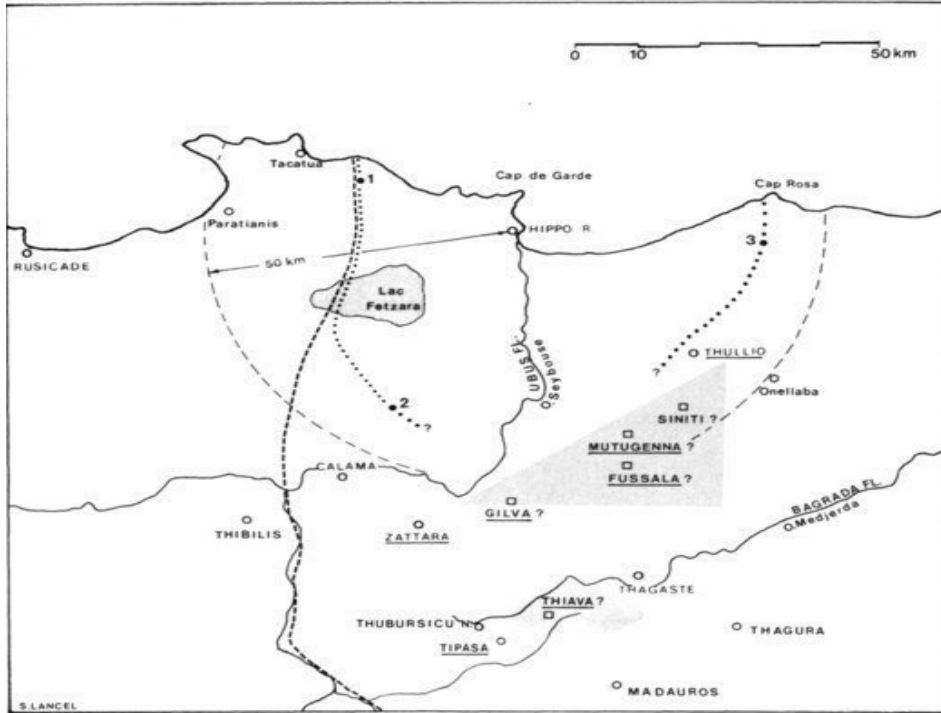 0 10 50 km
Tacatua
1
Cap. de Garde
Cap Rosa
Paratianis
HIPPO R.
3
RUSICADE
50 km
Lac
Fetzara
UBUS FL.
Seybouse
THULLIO
?
Onellaba
2
?
SINITI ?
MUTUGENNA ?
FUSSALA ?
CALAMA
GILVA ?
BAGRADA FL.
O. Medjerda
THIBILIS
ZATTARA
THAGASTE
THIAVA ?
THUBURSICU N.
THAGURA
TIPASA
MADAUROS
S. LANCEL